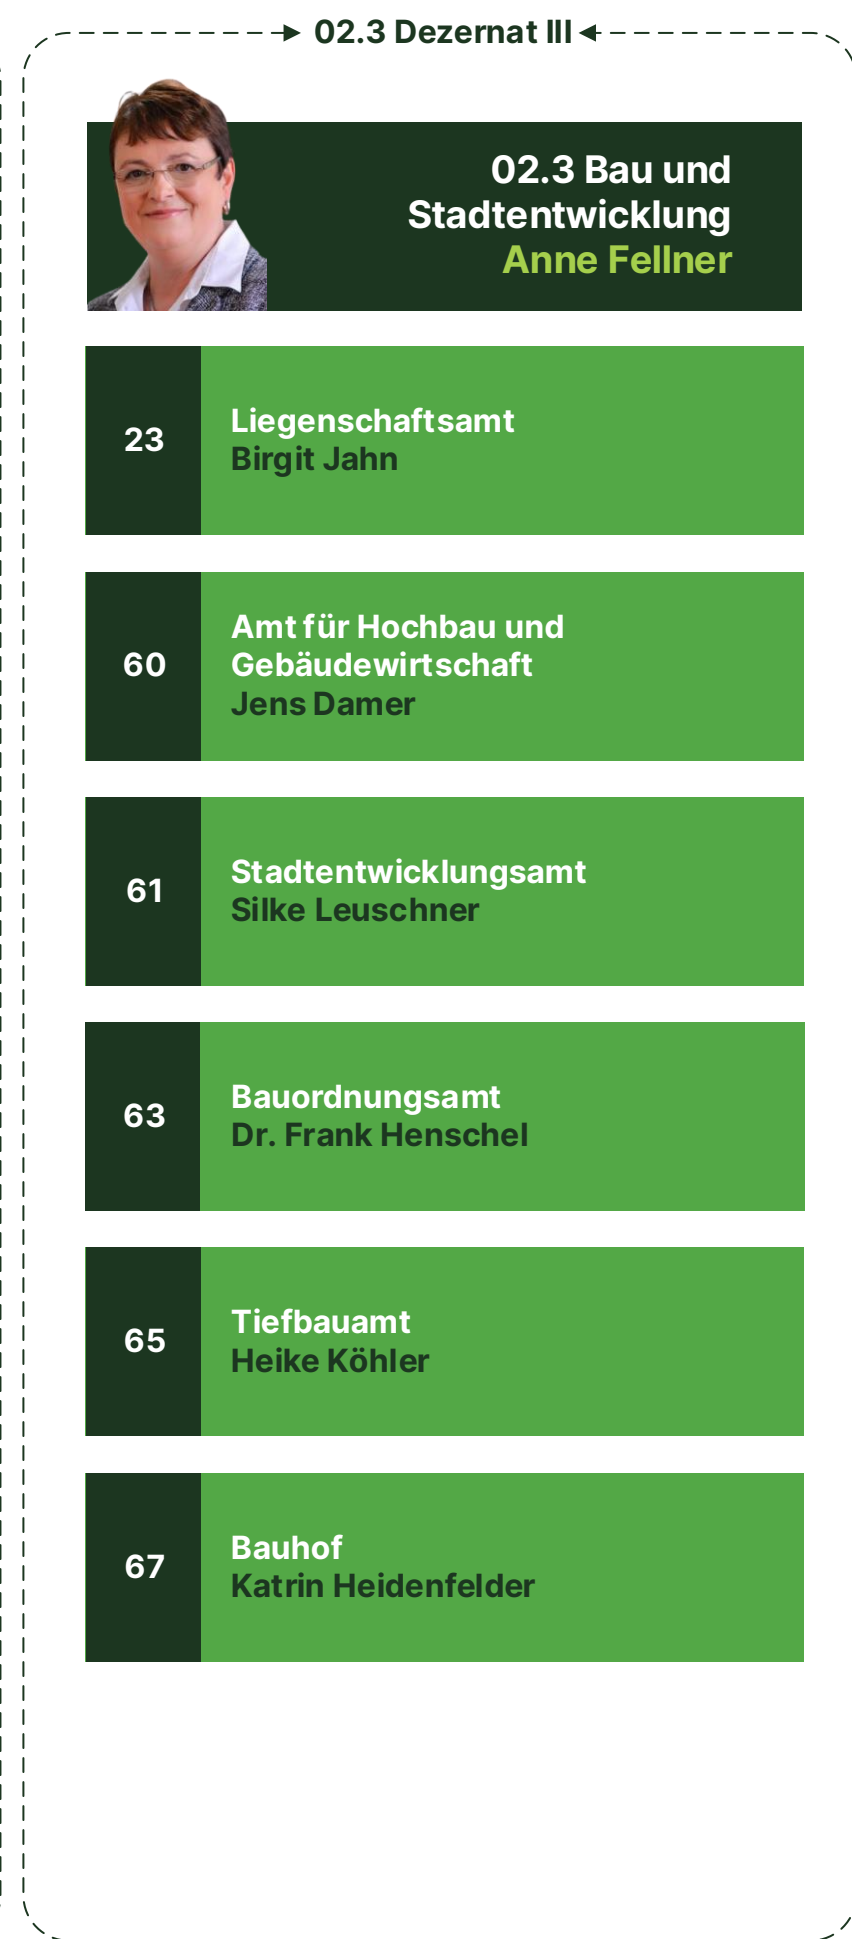 02.3 Dezernat III
02.3 Bau und
Stadtentwicklung
Anne Fellner
23
Liegenschaftsamt
Birgit Jahn
60
Amt für Hochbau und
Gebäudewirtschaft
Jens Damer
61
Stadtentwicklungsamt
Silke Leuschner
63
Bauordnungsamt
Dr. Frank Henschel
65
Tiefbauamt
Heike Köhler
67
Bauhof
Katrin Heidenfelder